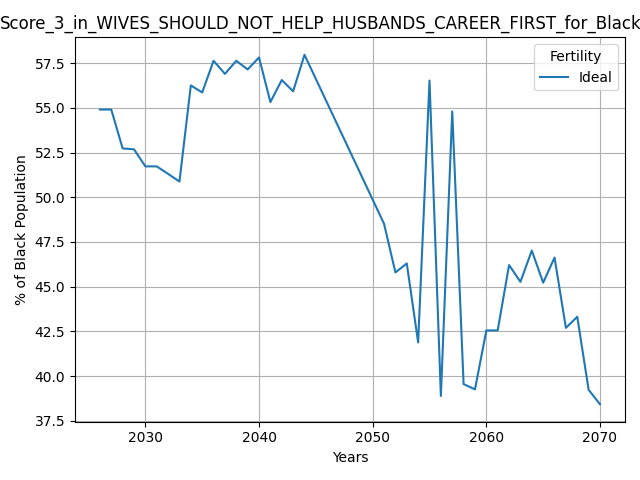 Score_3_in_WIVES_SHOULD_NOT_HELP_HUSBANDS_CAREER_FIRST_for_Black
Fertility
Ideal
57.5
55.0
52.5
50.0
47.5
45.0
42.5
40.0
37.5
% of Black Population
2030 2040 2050 2060 2070
Years